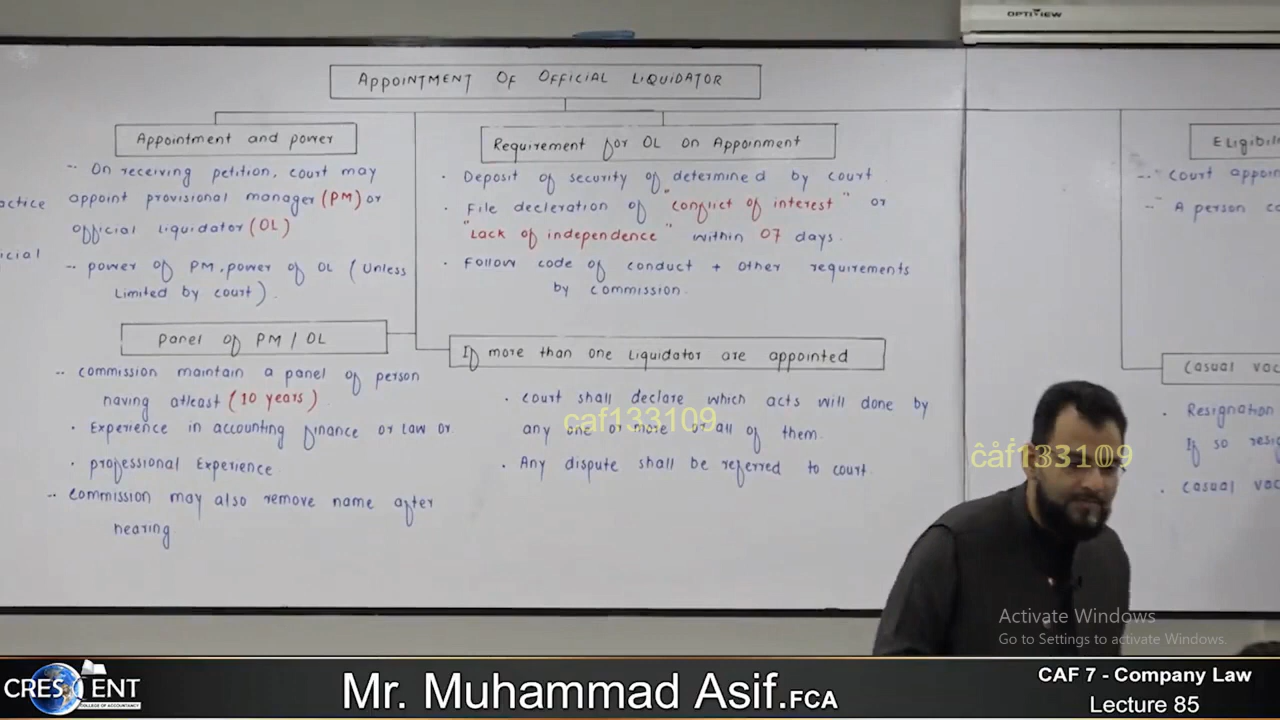 OPTIVIEW
APPOINTMENT OF OFFICIAL LIQUIDATOR
Appointment and power
-- On receiving petition, court may
appoint provisional manager (PM) or
official liquidator (OL)
-- power of PM, power of OL (Unless
Limited by court).
actice
icial
Panel of PM / OL
-- commission maintain a panel of person
having atleast (10 years)
· Experience in accounting finance or law or
· professional Experience
-- commission may also remove name after
hearing
Requirement for OL On Appoinment
· Deposit of security of determined by court
· File decleration of "conflict of interest" or
"Lack of independence" within 07 days.
· Follow code of conduct + other requirements
by commission.
If more than one Liquidator are appointed
· court shall declare which acts will done by
any one or more or all of them.
· Any dispute shall be referred to court
Eligibil
-- court appoin
-- A person ca
Casual vac
· Resignation
If so resi
· casual vac
caf133109
caf133109
Activate Windows
Go to Settings to activate Windows.
CRESCENT
COLLEGE OF ACCOUNTANCY
Mr. Muhammad Asif.FCA
CAF 7 - Company Law
Lecture 85